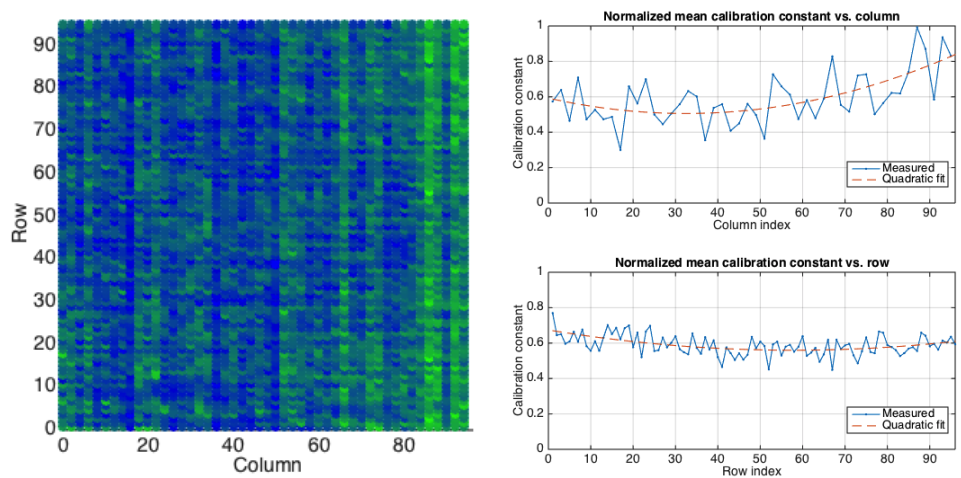 90
80
70
60
50
40
30
20
10
0
Row
0 20 40 60 80
Column
Normalized mean calibration constant vs. column
1
0.8
0.6
0.4
0.2
0
Calibration constant
Measured
Quadratic fit
0 10 20 30 40 50 60 70 80 90
Column index
Normalized mean calibration constant vs. row
1
0.8
0.6
0.4
0.2
0
Calibration constant
Measured
Quadratic fit
0 10 20 30 40 50 60 70 80 90
Row index